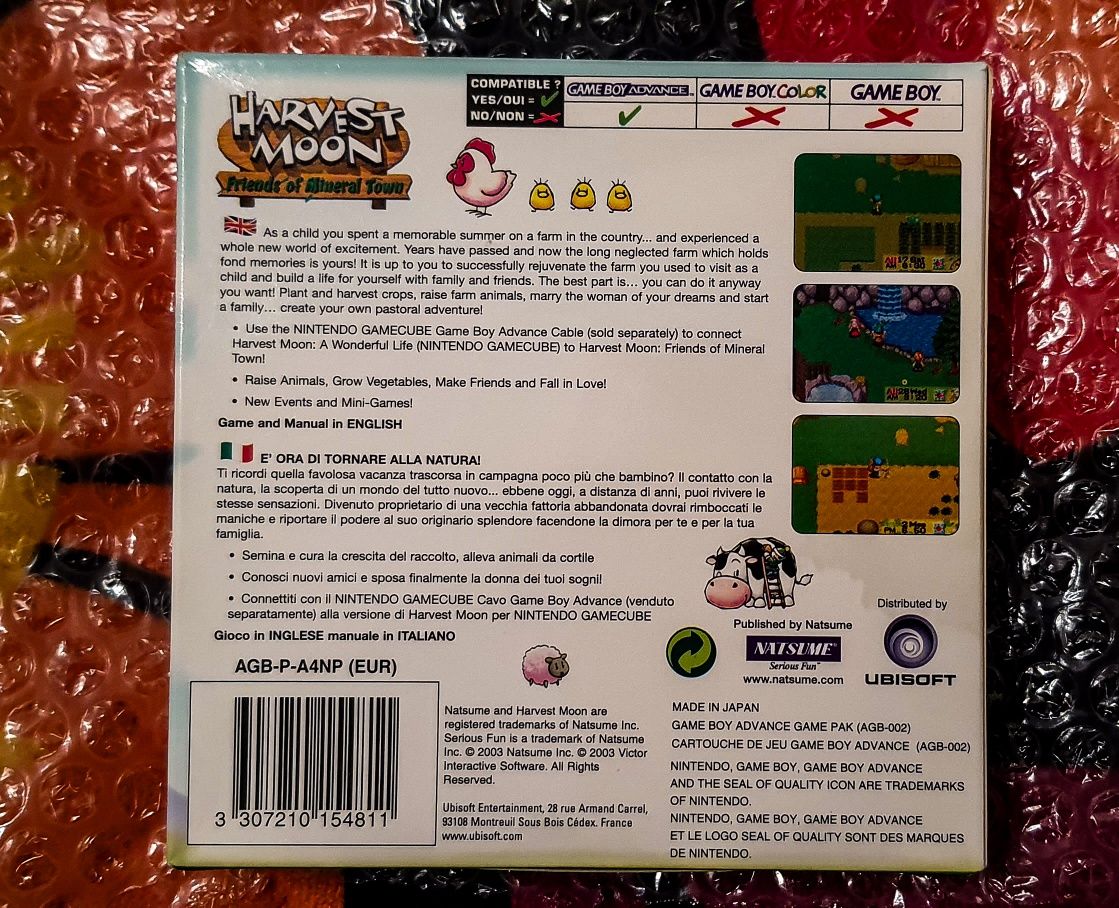 HARVEST
MOON
Friends of Mineral Town
COMPATIBLE ?
YES/OUI =
NO/NON =
GAME BOY ADVANCE
GAME BOY COLOR
GAME BOY
As a child you spent a memorable summer on a farm in the country... and experienced a
whole new world of excitement. Years have passed and now the long neglected farm which holds
fond memories is yours! It is up to you to successfully rejuvenate the farm you used to visit as a
child and build a life for yourself with family and friends. The best part is... you can do it anyway
you want! Plant and harvest crops, raise farm animals, marry the woman of your dreams and start
a family... create your own pastoral adventure!
• Use the NINTENDO GAMECUBE Game Boy Advance Cable (sold separately) to connect
Harvest Moon: A Wonderful Life (NINTENDO GAMECUBE) to Harvest Moon: Friends of Mineral
Town!
• Raise Animals, Grow Vegetables, Make Friends and Fall in Love!
• New Events and Mini-Games!
Game and Manual in ENGLISH
E' ORA DI TORNARE ALLA NATURA!
Ti ricordi quella favolosa vacanza trascorsa in campagna poco più che bambino? Il contatto con la
natura, la scoperta di un mondo del tutto nuovo... ebbene oggi, a distanza di anni, puoi rivivere le
stesse sensazioni. Divenuto proprietario di una vecchia fattoria abbandonata dovrai rimboccati le
maniche e riportare il podere al suo originario splendore facendone la dimora per te e per la tua
famiglia.
• Semina e cura la crescita del raccolto, alleva animali da cortile
• Conosci nuovi amici e sposa finalmente la donna dei tuoi sogni!
• Connettiti con il NINTENDO GAMECUBE Cavo Game Boy Advance (venduto
separatamente) alla versione di Harvest Moon per NINTENDO GAMECUBE
Gioco in INGLESE manuale in ITALIANO
AGB-P-A4NP (EUR)
3 307210 154811
Published by Natsume
NATSUME
Serious Fun™
www.natsume.com
Distributed by
UBISOFT
Natsume and Harvest Moon are
registered trademarks of Natsume Inc.
Serious Fun is a trademark of Natsume
Inc. © 2003 Natsume Inc. © 2003 Victor
Interactive Software. All Rights
Reserved.
Ubisoft Entertainment, 28 rue Armand Carrel,
93108 Montreuil Sous Bois Cédex. France
www.ubisoft.com
MADE IN JAPAN
GAME BOY ADVANCE GAME PAK (AGB-002)
CARTOUCHE DE JEU GAME BOY ADVANCE (AGB-002)
NINTENDO, GAME BOY, GAME BOY ADVANCE
AND THE SEAL OF QUALITY ICON ARE TRADEMARKS
OF NINTENDO.
NINTENDO, GAME BOY, GAME BOY ADVANCE
ET LE LOGO SEAL OF QUALITY SONT DES MARQUES
DE NINTENDO.